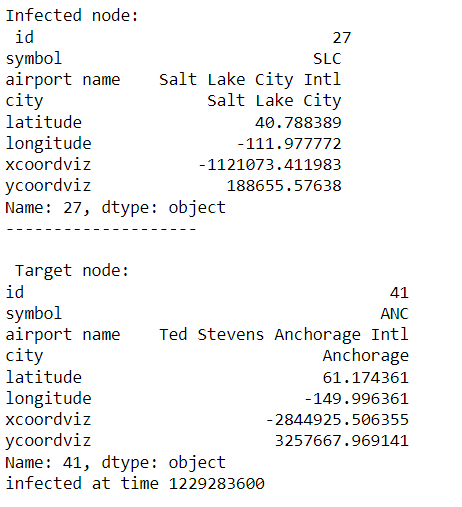 Infected node:
id 27
symbol SLC
airport name Salt Lake City Intl
city Salt Lake City
latitude 40.788389
longitude -111.977772
xcoordviz -1121073.411983
ycoordviz 188655.57638
Name: 27, dtype: object
--------------------
Target node:
id 41
symbol ANC
airport name Ted Stevens Anchorage Intl
city Anchorage
latitude 61.174361
longitude -149.996361
xcoordviz -2844925.506355
ycoordviz 3257667.969141
Name: 41, dtype: object
infected at time 1229283600